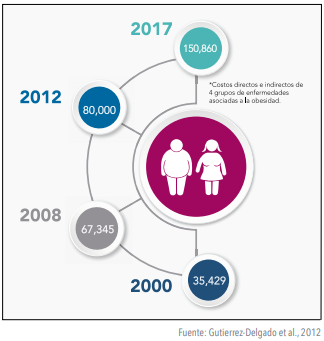 2017
150,860
*Costos directos e indirectos de
4 grupos de enfermedades
asociadas a la obesidad.
2012
80,000
2008
67,345
2000
35,429
Fuente: Gutierrez-Delgado et al., 2012